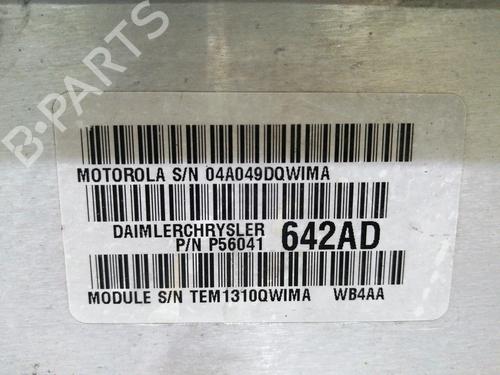 B-PARTS
MOTOROLA S/N 04A049DQWIMA
DAIMLERCHRYSLER
P/N P56041 642AD
MODULE S/N TEM1310QWIMA WB4AA